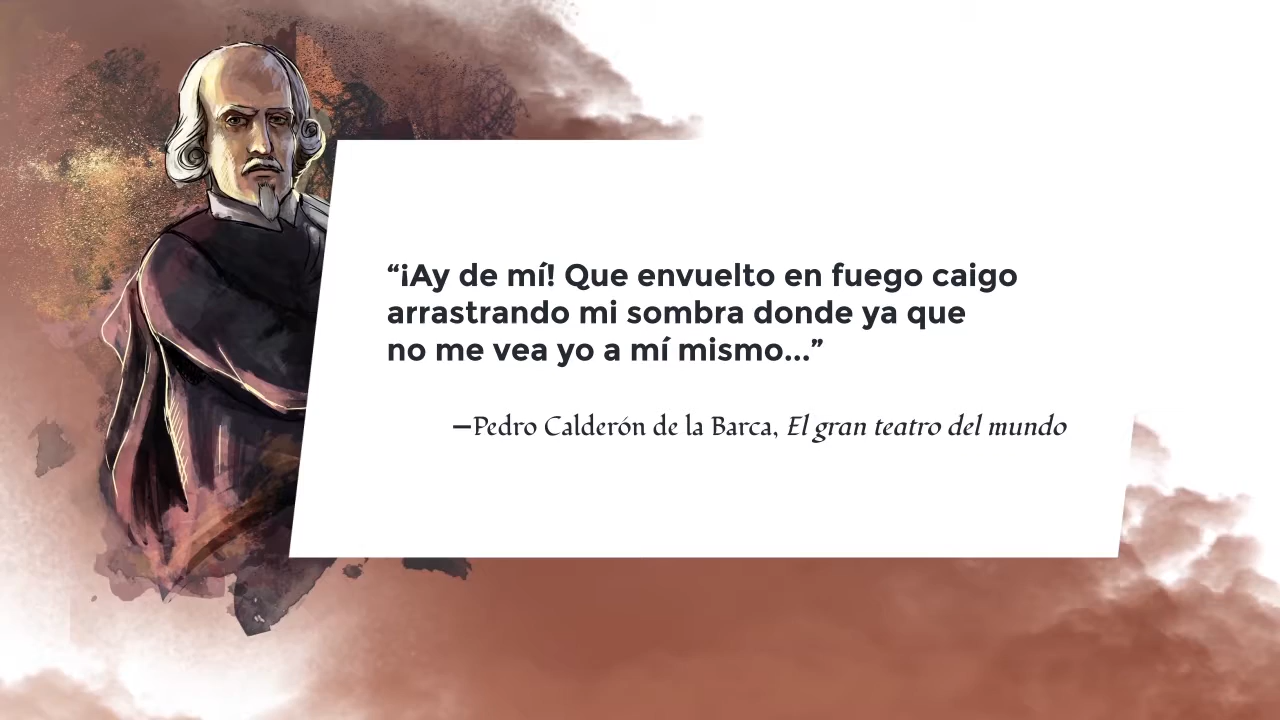 “¡Ay de mí! Que envuelto en fuego caigo
arrastrando mi sombra donde ya que
no me vea yo a mí mismo...”
—Pedro Calderón de la Barca, El gran teatro del mundo